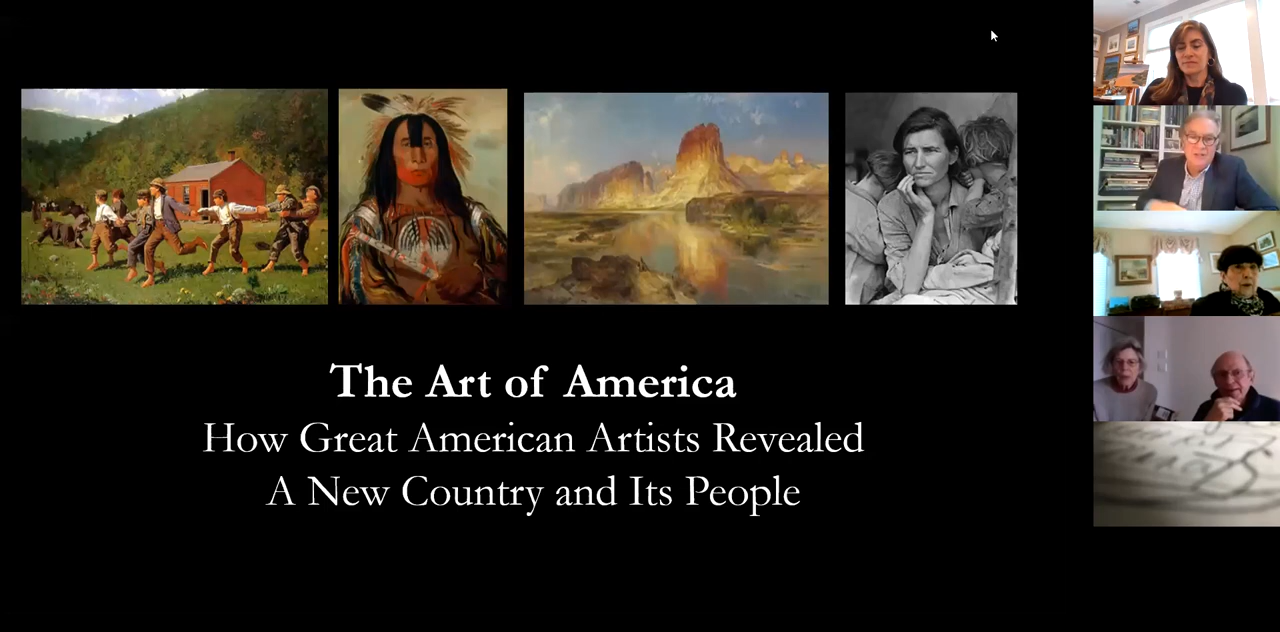 The Art of America
How Great American Artists Revealed
A New Country and Its People